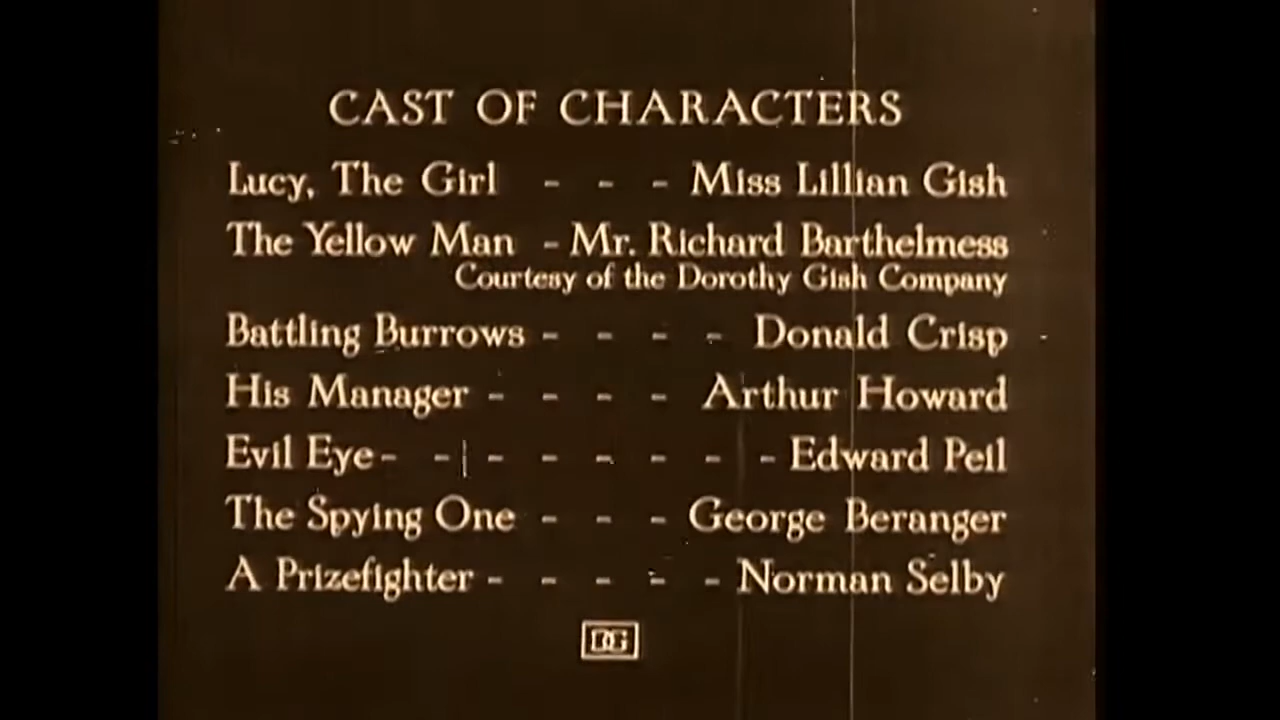 CAST OF CHARACTERS
Lucy, The Girl - - - Miss Lillian Gish
The Yellow Man - Mr. Richard Barthelmess
Courtesy of the Dorothy Gish Company
Battling Burrows - - - - Donald Crisp
His Manager - - - - Arthur Howard
Evil Eye - - - - - - - - Edward Peil
The Spying One - - - George Beranger
A Prizefighter - - - - - Norman Selby
DG